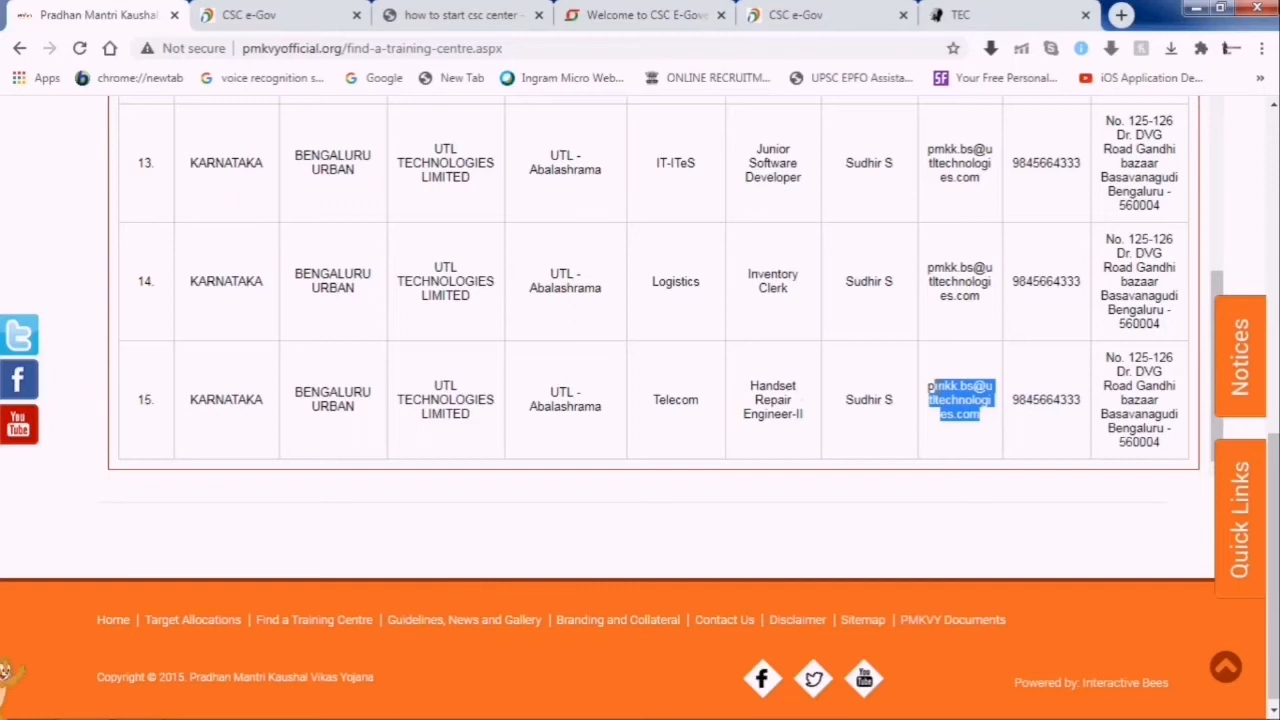 Pradhan Mantri Kaushal
CSC e-Gov
how to start csc center -
Welcome to CSC E-Gove
CSC e-Gov
TEC
Not secure | pmkvyofficial.org/find-a-training-centre.aspx
Apps
chrome://newtab
voice recognition s...
Google
New Tab
Ingram Micro Web...
ONLINE RECRUITM...
UPSC EPFO Assista...
SF
Your Free Personal...
iOS Application De...
»
13.
KARNATAKA
BENGALURU
URBAN
UTL
TECHNOLOGIES
LIMITED
UTL -
Abalashrama
IT-ITeS
Junior
Software
Developer
Sudhir S
pmkk.bs@u
tltechnologi
es.com
9845664333
No. 125-126
Dr. DVG
Road Gandhi
bazaar
Basavanagudi
Bengaluru -
560004
14.
KARNATAKA
BENGALURU
URBAN
UTL
TECHNOLOGIES
LIMITED
UTL -
Abalashrama
Logistics
Inventory
Clerk
Sudhir S
pmkk.bs@u
tltechnologi
es.com
9845664333
No. 125-126
Dr. DVG
Road Gandhi
bazaar
Basavanagudi
Bengaluru -
560004
15.
KARNATAKA
BENGALURU
URBAN
UTL
TECHNOLOGIES
LIMITED
UTL -
Abalashrama
Telecom
Handset
Repair
Engineer-II
Sudhir S
pmkk.bs@u
tltechnologi
es.com
9845664333
No. 125-126
Dr. DVG
Road Gandhi
bazaar
Basavanagudi
Bengaluru -
560004
You
Tube
Notices
Quick Links
Home | Target Allocations | Find a Training Centre | Guidelines, News and Gallery | Branding and Collateral | Contact Us | Disclaimer | Sitemap | PMKVY Documents
Copyright © 2015. Pradhan Mantri Kaushal Vikas Yojana
You
Tube
Powered by: Interactive Bees